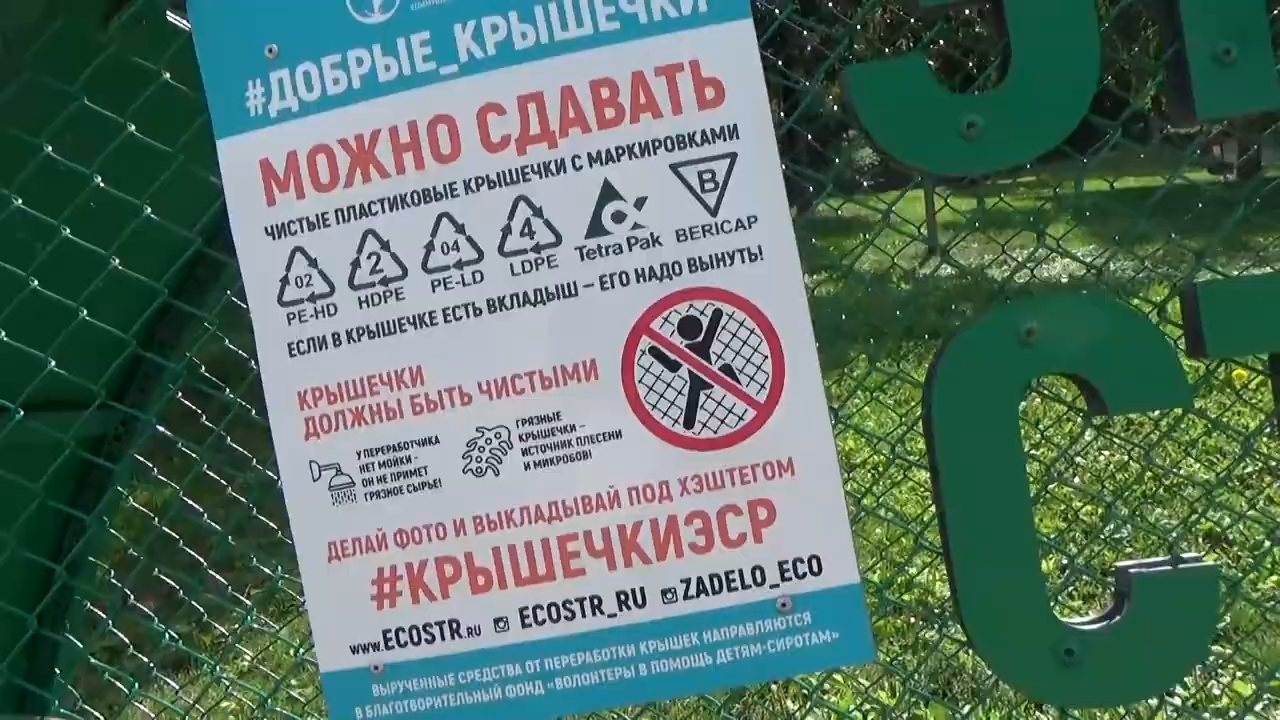 #ДОБРЫЕ_КРЫШЕЧКИ
МОЖНО СДАВАТЬ
ЧИСТЫЕ ПЛАСТИКОВЫЕ КРЫШЕЧКИ С МАРКИРОВКАМИ
02 2 04 4 B
PE-HD HDPE PE-LD LDPE Tetra Pak BERICAP
ЕСЛИ В КРЫШЕЧКЕ ЕСТЬ ВКЛАДЫШ – ЕГО НАДО ВЫНУТЬ!
КРЫШЕЧКИ
ДОЛЖНЫ БЫТЬ ЧИСТЫМИ
У ПЕРЕРАБОТЧИКА
НЕТ МОЙКИ -
ОН НЕ ПРИМЕТ
ГРЯЗНОЕ СЫРЬЕ!
ГРЯЗНЫЕ
КРЫШЕЧКИ –
ИСТОЧНИК ПЛЕСЕНИ
И МИКРОБОВ!
ДЕЛАЙ ФОТО И ВЫКЛАДЫВАЙ ПОД ХЭШТЕГОМ
#КРЫШЕЧКИЭСР
www.ECOSTR.RU ECOSTR_RU ZADELO_ECO
ВЫРУЧЕННЫЕ СРЕДСТВА ОТ ПЕРЕРАБОТКИ КРЫШЕК НАПРАВЛЯЮТСЯ
В БЛАГОТВОРИТЕЛЬНЫЙ ФОНД «ВОЛОНТЕРЫ В ПОМОЩЬ ДЕТЯМ-СИРОТАМ»
С